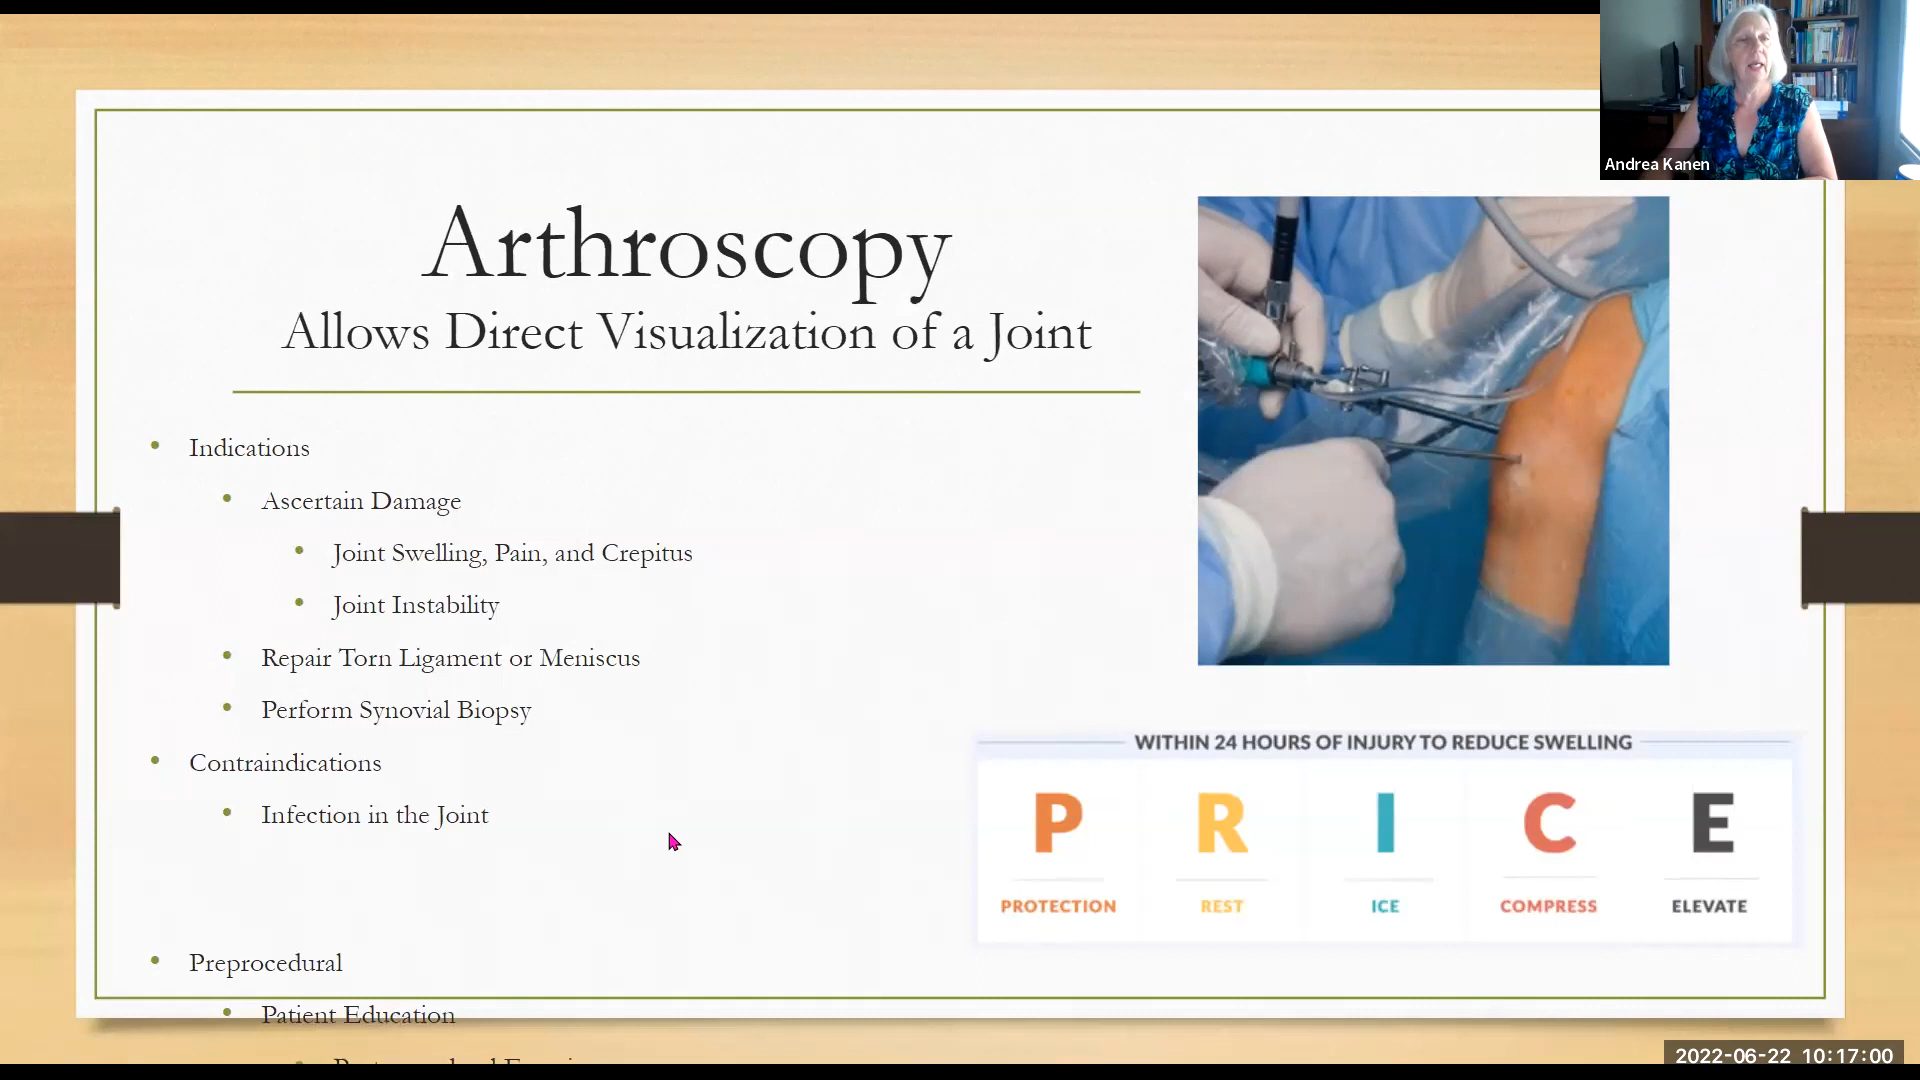 Andrea Kanen
Arthroscopy
Allows Direct Visualization of a Joint
• Indications
• Ascertain Damage
• Joint Swelling, Pain, and Crepitus
• Joint Instability
• Repair Torn Ligament or Meniscus
• Perform Synovial Biopsy
• Contraindications
• Infection in the Joint
• Preprocedural
• Patient Education
WITHIN 24 HOURS OF INJURY TO REDUCE SWELLING
P R I C E
PROTECTION REST ICE COMPRESS ELEVATE
2022-06-22 10:17:00